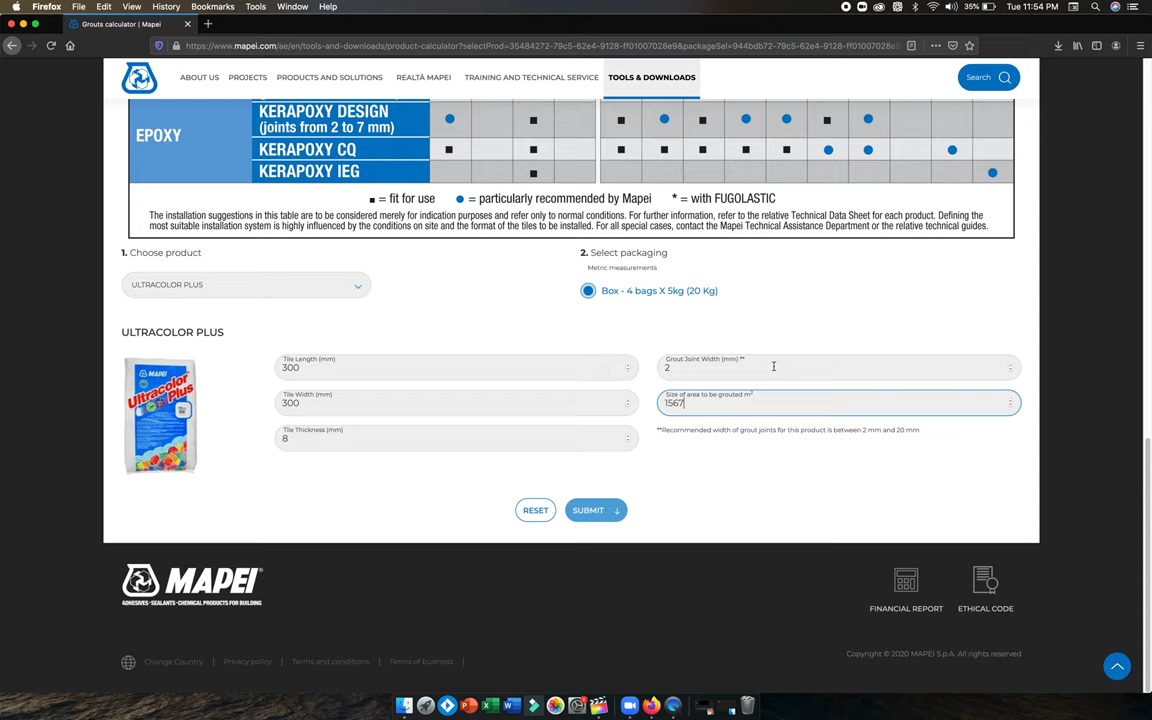 Firefox File Edit View History Bookmarks Tools Window Help 35% Tue 11:54 PM
Grouts calculator | Mapei
https://www.mapei.com/ae/en/tools-and-downloads/product-calculator?selectProd=35484272-79c5-62e4-9128-ff01007028e9&packageSel=944bdb72-79c5-62e4-9128-ff01007028eb
ABOUT US PROJECTS PRODUCTS AND SOLUTIONS REALTÀ MAPEI TRAINING AND TECHNICAL SERVICE TOOLS & DOWNLOADS Search
EPOXY
KERAPOXY DESIGN
(joints from 2 to 7 mm)
KERAPOXY CQ
KERAPOXY IEG
■ = fit for use ● = particularly recommended by Mapei * = with FUGOLASTIC
The installation suggestions in this table are to be considered merely for indication purposes and refer only to normal conditions. For further information, refer to the relative Technical Data Sheet for each product. Defining the
most suitable installation system is highly influenced by the conditions on site and the format of the tiles to be installed. For all special cases, contact the Mapei Technical Assistance Department or the relative technical guides.
1. Choose product
ULTRACOLOR PLUS
2. Select packaging
Metric measurements
Box - 4 bags X 5kg (20 Kg)
ULTRACOLOR PLUS
MAPEI
Ultracolor
Plus
Tile Length (mm)
300
Tile Width (mm)
300
Tile Thickness (mm)
8
Grout Joint Width (mm) **
2
Size of area to be grouted m²
1567
**Recommended width of grout joints for this product is between 2 mm and 20 mm
RESET SUBMIT ↓
MAPEI
ADHESIVES • SEALANTS • CHEMICAL PRODUCTS FOR BUILDING
FINANCIAL REPORT ETHICAL CODE
Change Country | Privacy policy | Terms and conditions | Terms of business |
Copyright © 2020 MAPEI S.p.A. All rights reserved